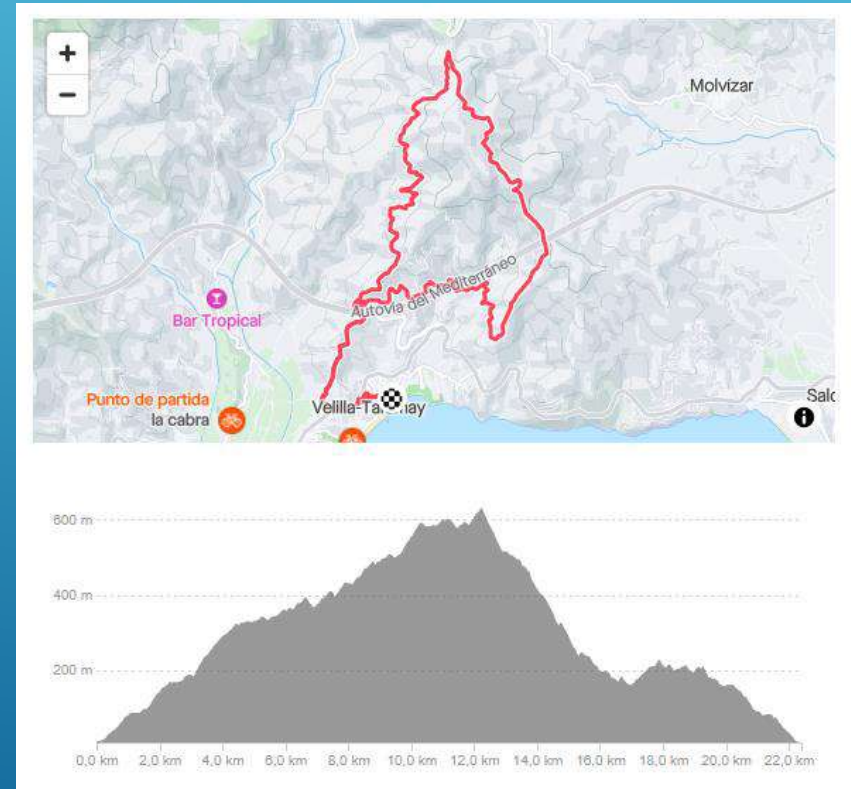 +
−
Molvízar
Autovía del Mediterráneo
Bar Tropical
Punto de partida
la cabra
Velilla-Ta
nay
i
600 m
400 m
200 m
0,0 km 2,0 km 4,0 km 6,0 km 8,0 km 10,0 km 12,0 km 14,0 km 16,0 km 18,0 km 20,0 km 22,0 km